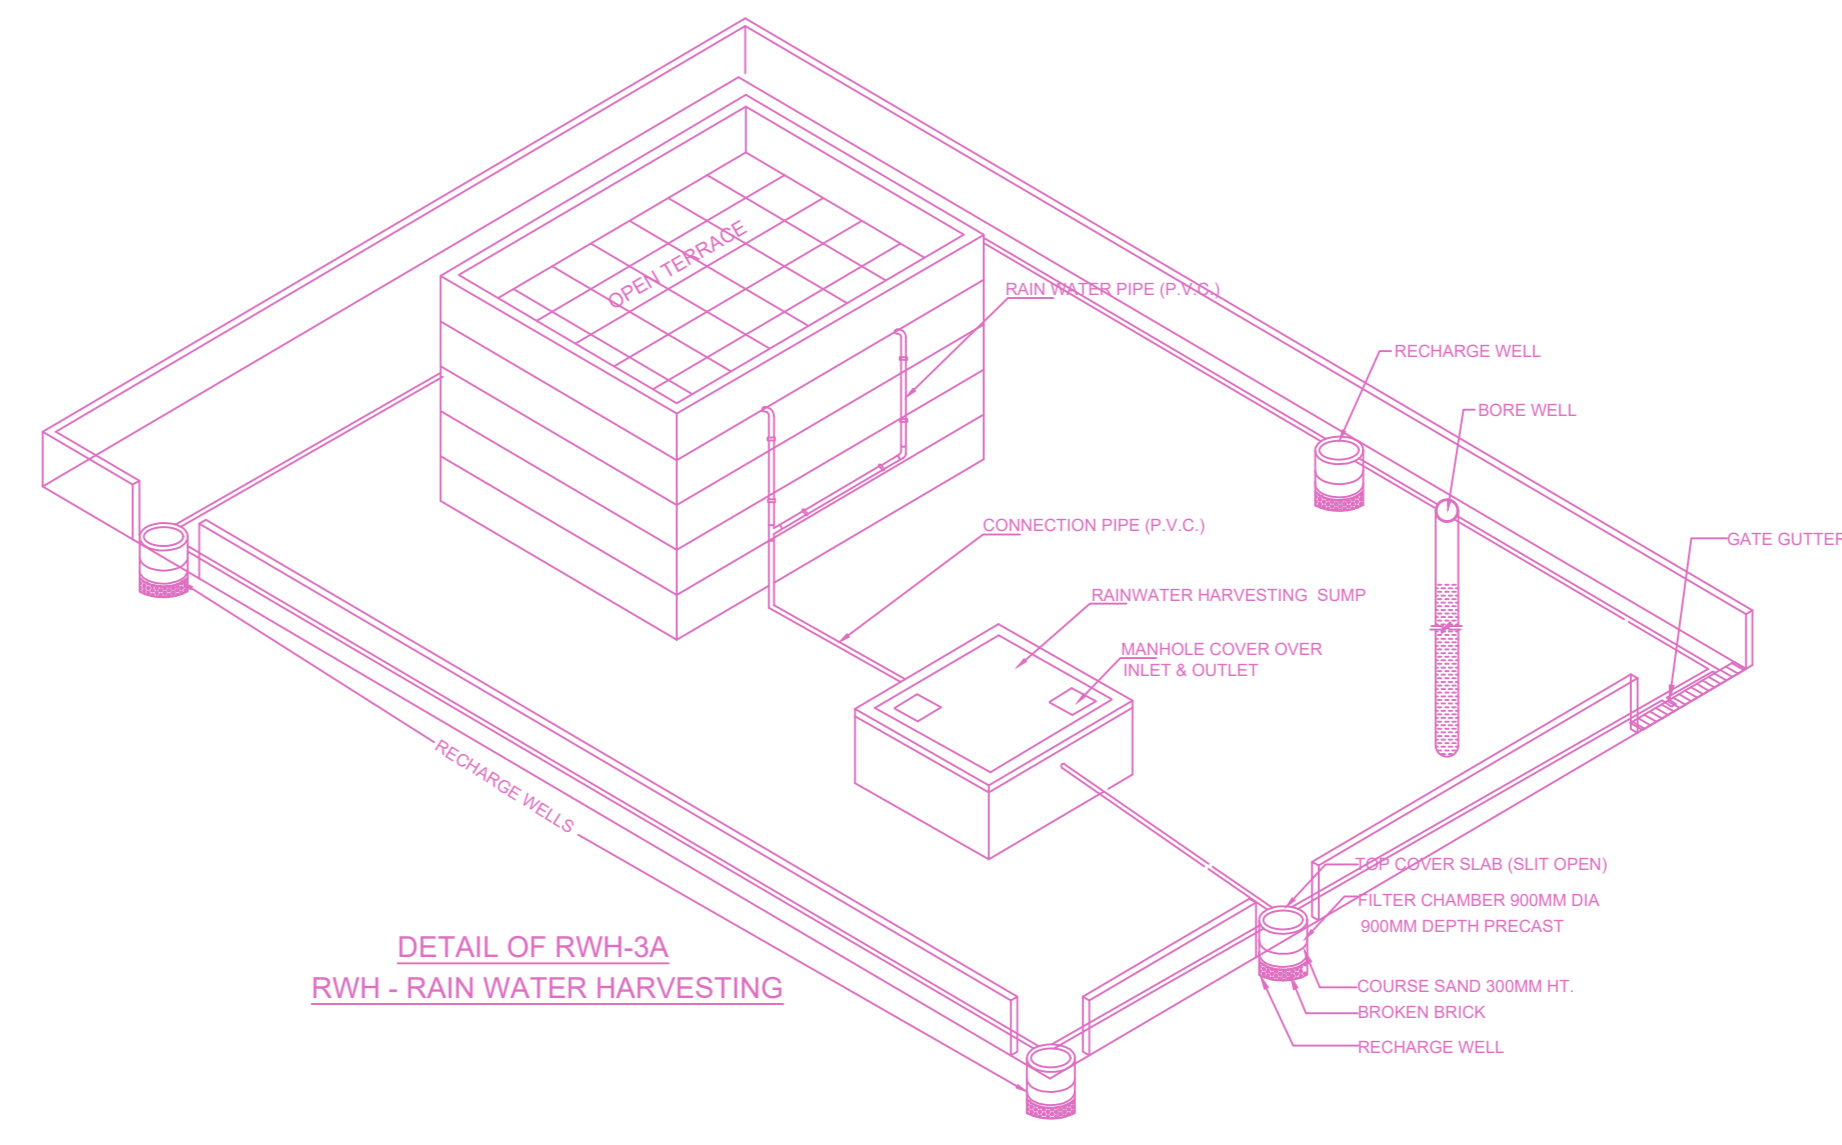 OPEN TERRACE
RAIN WATER PIPE (P.V.C.)
RECHARGE WELL
BORE WELL
CONNECTION PIPE (P.V.C.)
GATE GUTTER
RAINWATER HARVESTING SUMP
MANHOLE COVER OVER
INLET & OUTLET
RECHARGE WELLS
TOP COVER SLAB (SLIT OPEN)
FILTER CHAMBER 900MM DIA
900MM DEPTH PRECAST
DETAIL OF RWH-3A
RWH - RAIN WATER HARVESTING
COURSE SAND 300MM HT.
BROKEN BRICK
RECHARGE WELL